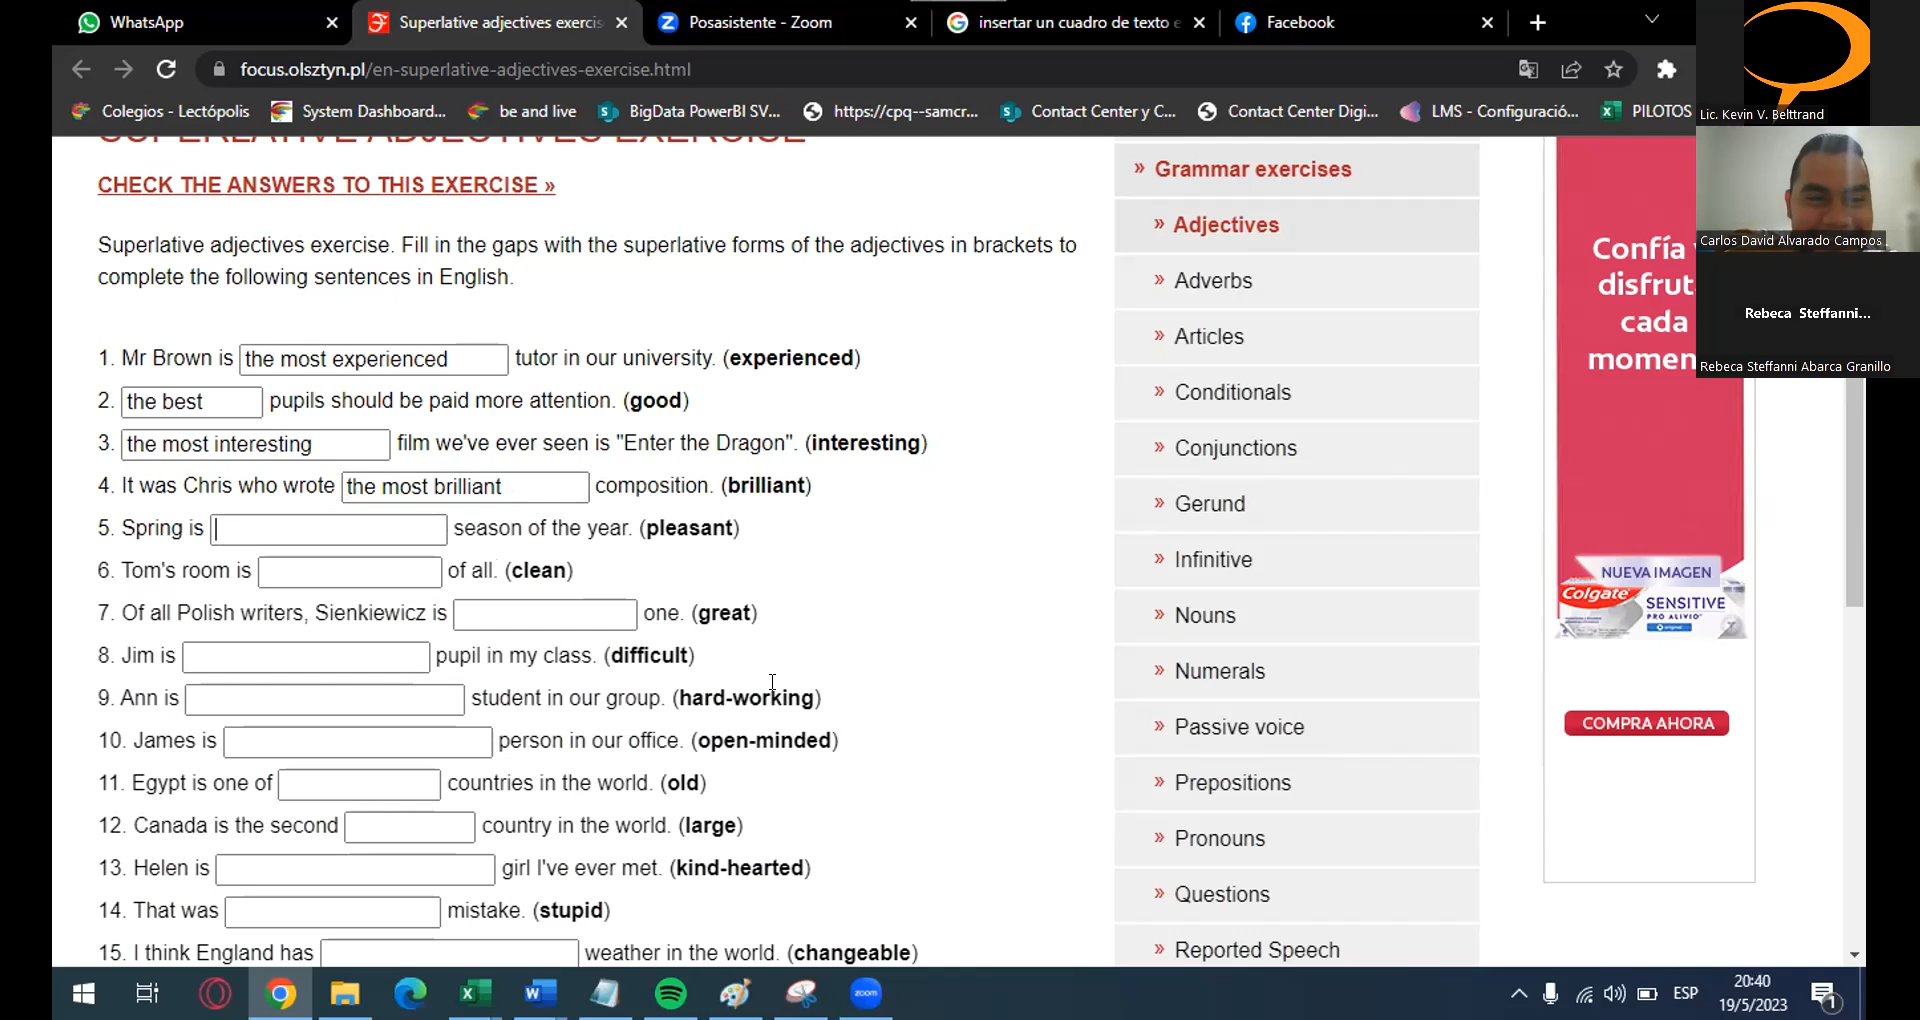 WhatsApp
Superlative adjectives exercis
Posasistente - Zoom
insertar un cuadro de texto e
Facebook
focus.olsztyn.pl/en-superlative-adjectives-exercise.html
Colegios - Lectópolis
System Dashboard...
be and live
BigData PowerBI SV...
https://cpq--samcr...
Contact Center y C...
Contact Center Digi...
LMS - Configuració...
PILOTOS
Lic. Kevin V. Belttrand
Carlos David Alvarado Campos
Rebeca Steffanni...
Rebeca Steffanni Abarca Granillo
SUPERLATIVE ADJECTIVES EXERCISE
CHECK THE ANSWERS TO THIS EXERCISE »
Superlative adjectives exercise. Fill in the gaps with the superlative forms of the adjectives in brackets to
complete the following sentences in English.
1. Mr Brown is the most experienced tutor in our university. (experienced)
2. the best pupils should be paid more attention. (good)
3. the most interesting film we've ever seen is "Enter the Dragon". (interesting)
4. It was Chris who wrote the most brilliant composition. (brilliant)
5. Spring is season of the year. (pleasant)
6. Tom's room is of all. (clean)
7. Of all Polish writers, Sienkiewicz is one. (great)
8. Jim is pupil in my class. (difficult)
9. Ann is student in our group. (hard-working)
10. James is person in our office. (open-minded)
11. Egypt is one of countries in the world. (old)
12. Canada is the second country in the world. (large)
13. Helen is girl I've ever met. (kind-hearted)
14. That was mistake. (stupid)
15. I think England has weather in the world. (changeable)
» Grammar exercises
» Adjectives
» Adverbs
» Articles
» Conditionals
» Conjunctions
» Gerund
» Infinitive
» Nouns
» Numerals
» Passive voice
» Prepositions
» Pronouns
» Questions
» Reported Speech
Confía
disfrut
cada
momen
NUEVA IMAGEN
Colgate
SENSITIVE
PRO ALIVIO
COMPRA AHORA
zoom
ESP
20:40
19/5/2023
1